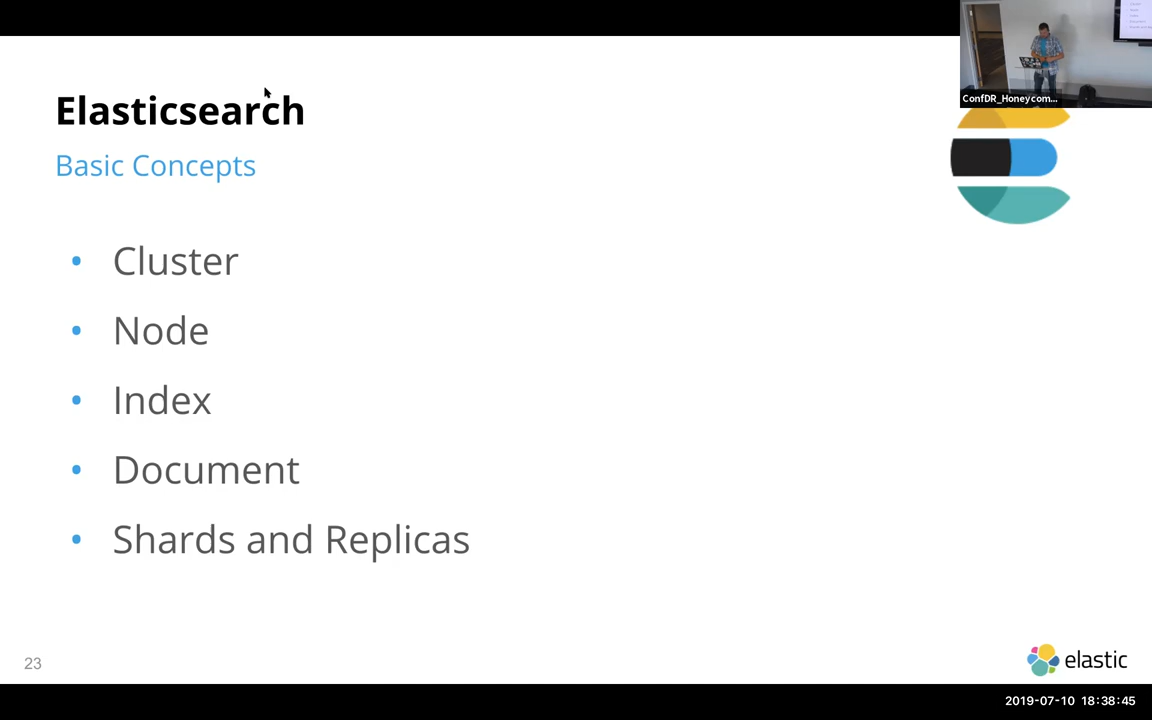 Elasticsearch
Basic Concepts
• Cluster
• Node
• Index
• Document
• Shards and Replicas
23
elastic
ConfDR_Honeycom...
2019-07-10 18:38:45